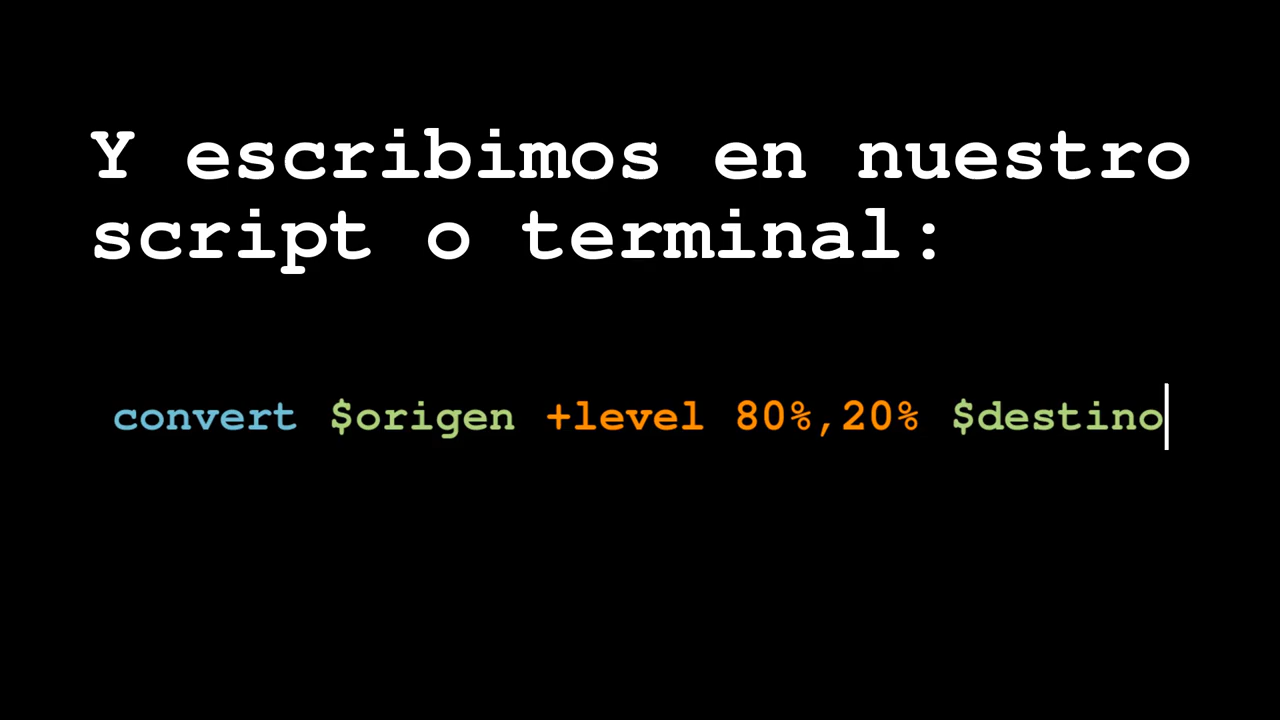 Y escribimos en nuestro
script o terminal:
convert $origen +level 80%,20% $destino